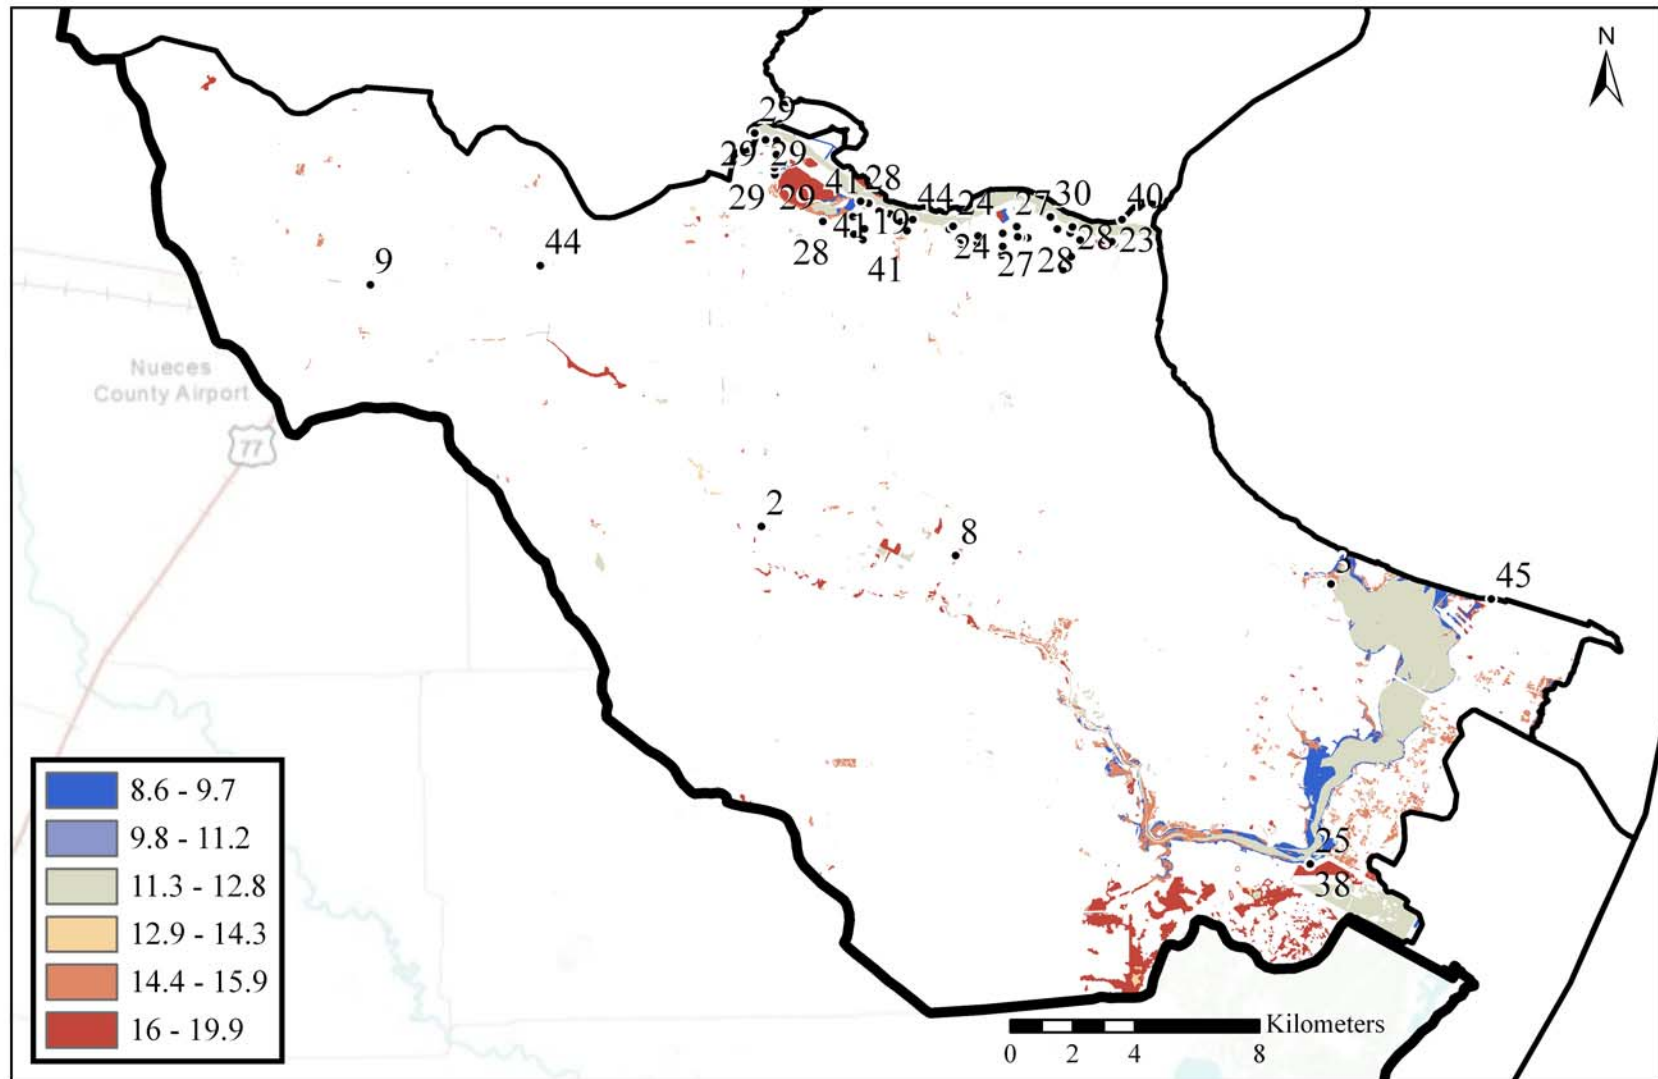 N
29
29 29
29 29 41 28
28 41 19 44 24 27 30 40
41 24 27 28 28 23
9 44
Nueces
County Airport
77
2 8
3 45
25
38
8.6 - 9.7
9.8 - 11.2
11.3 - 12.8
12.9 - 14.3
14.4 - 15.9
16 - 19.9
Kilometers
0 2 4 8